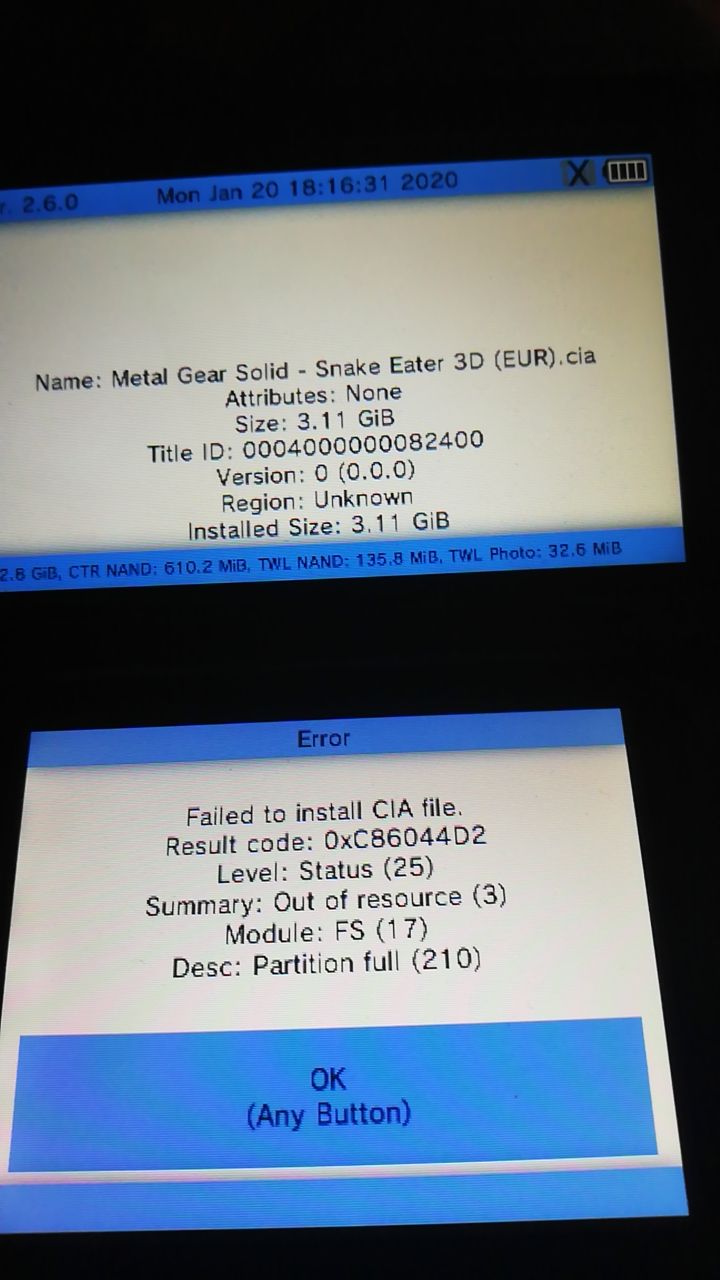 r. 2.6.0 Mon Jan 20 18:16:31 2020
Name: Metal Gear Solid - Snake Eater 3D (EUR).cia
Attributes: None
Size: 3.11 GiB
Title ID: 0004000000082400
Version: 0 (0.0.0)
Region: Unknown
Installed Size: 3.11 GiB
2.8 GiB, CTR NAND: 610.2 MiB, TWL NAND: 135.8 MiB, TWL Photo: 32.6 MiB
Error
Failed to install CIA file.
Result code: 0xC86044D2
Level: Status (25)
Summary: Out of resource (3)
Module: FS (17)
Desc: Partition full (210)
OK
(Any Button)